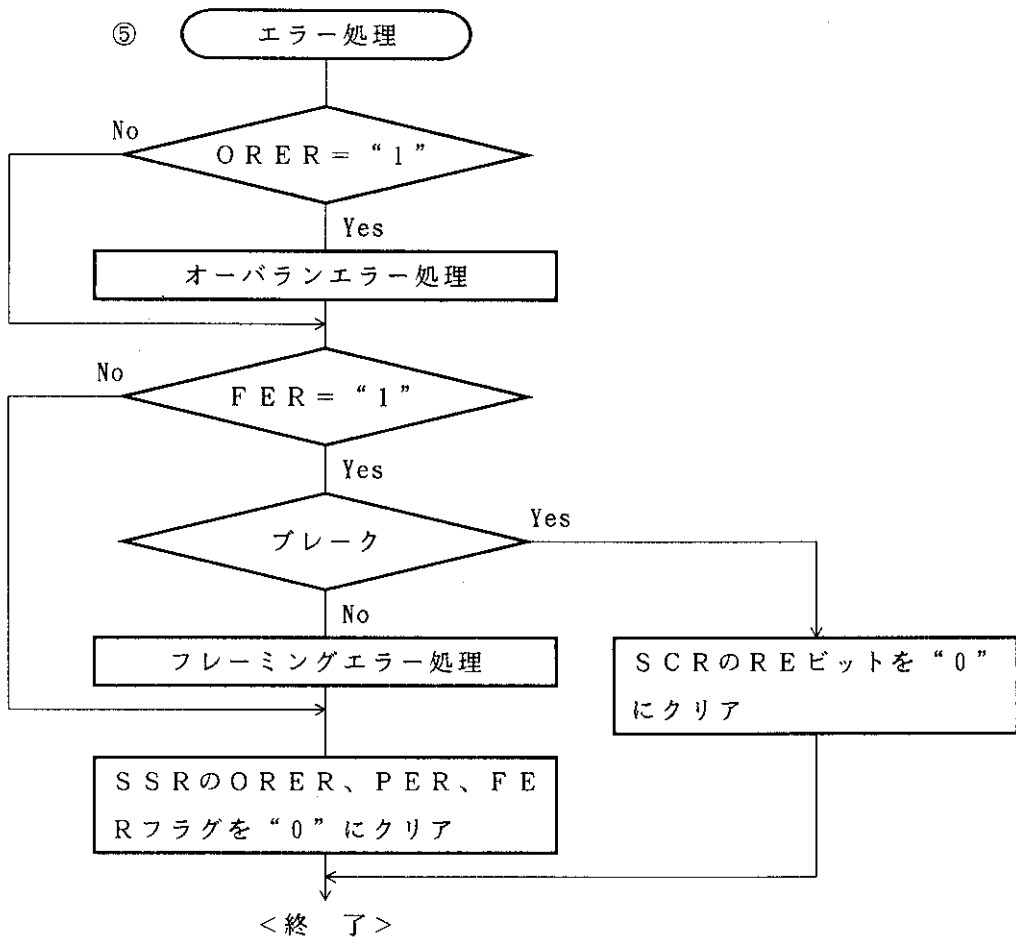 ⑤
エラー処理
No
ORER=“1”
Yes
オーバランエラー処理
No
FER=“1”
Yes
ブレーク
Yes
No
フレーミングエラー処理
SCRのREビットを“0”
にクリア
SSRのORER、PER、FE
Rフラグを“0”にクリア
<終 了>